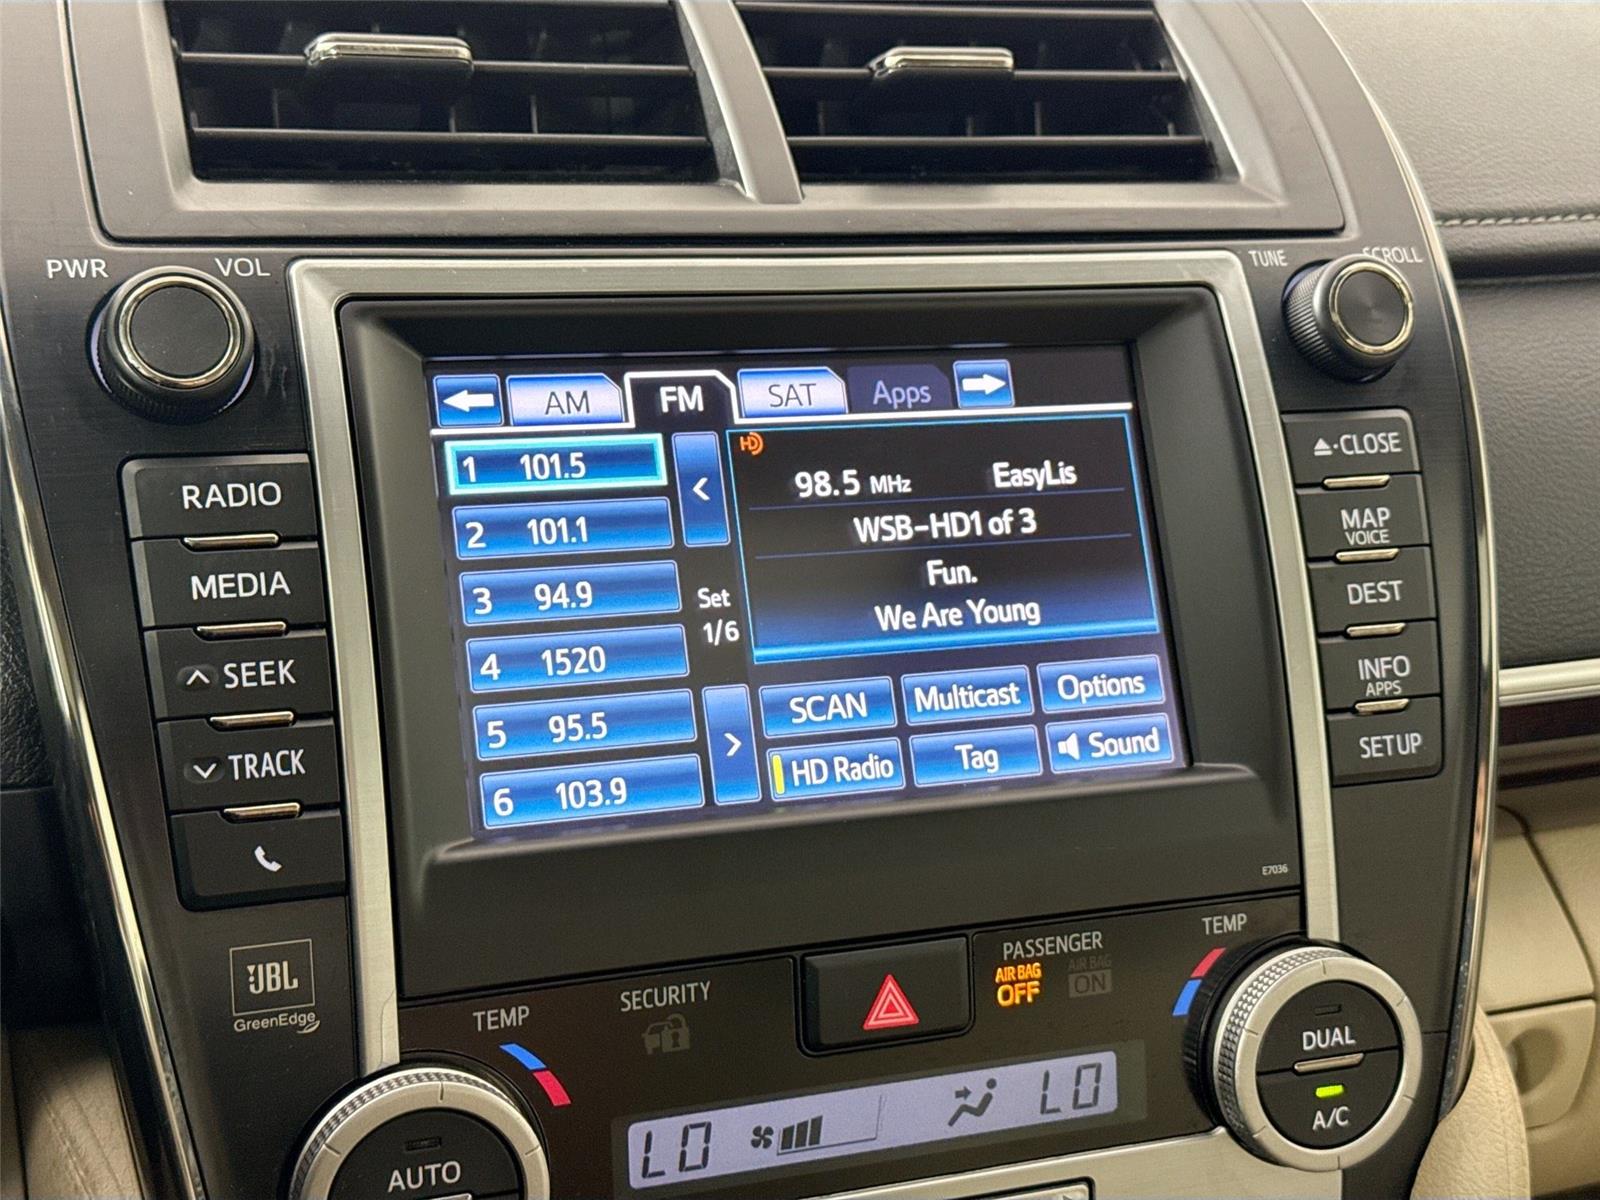 PWR VOL
TUNE SCROLL
AM FM SAT Apps
1 101.5
2 101.1
3 94.9
4 1520
5 95.5
6 103.9
Set
1/6
HD
98.5 MHz EasyLis
WSB-HD1 of 3
Fun.
We Are Young
SCAN Multicast Options
HD Radio Tag Sound
RADIO
MEDIA
SEEK
TRACK
CLOSE
MAP
VOICE
DEST
INFO
APPS
SETUP
E7036
JBL
GreenEdge
TEMP
SECURITY
PASSENGER
AIR BAG
OFF
AIR BAG
ON
TEMP
LO LO
AUTO
DUAL
A/C